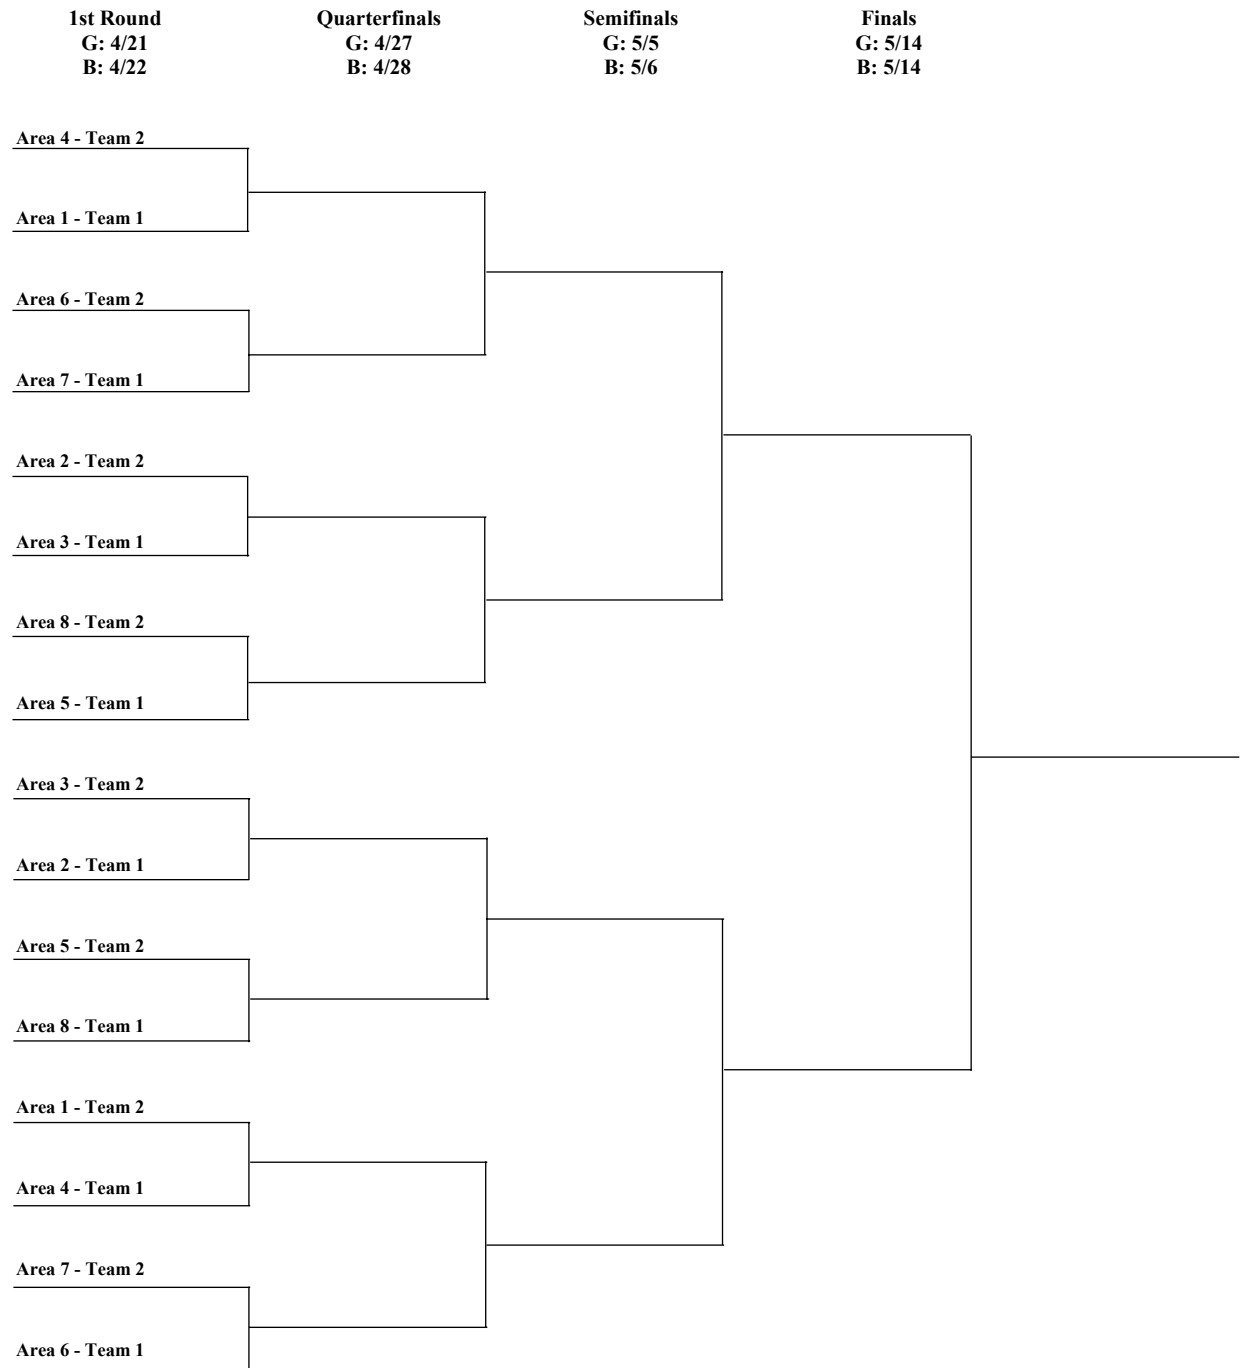 1st Round
G: 4/21
B: 4/22
Quarterfinals
G: 4/27
B: 4/28
Semifinals
G: 5/5
B: 5/6
Finals
G: 5/14
B: 5/14
Area 4 - Team 2
Area 1 - Team 1
Area 6 - Team 2
Area 7 - Team 1
Area 2 - Team 2
Area 3 - Team 1
Area 8 - Team 2
Area 5 - Team 1
Area 3 - Team 2
Area 2 - Team 1
Area 5 - Team 2
Area 8 - Team 1
Area 1 - Team 2
Area 4 - Team 1
Area 7 - Team 2
Area 6 - Team 1